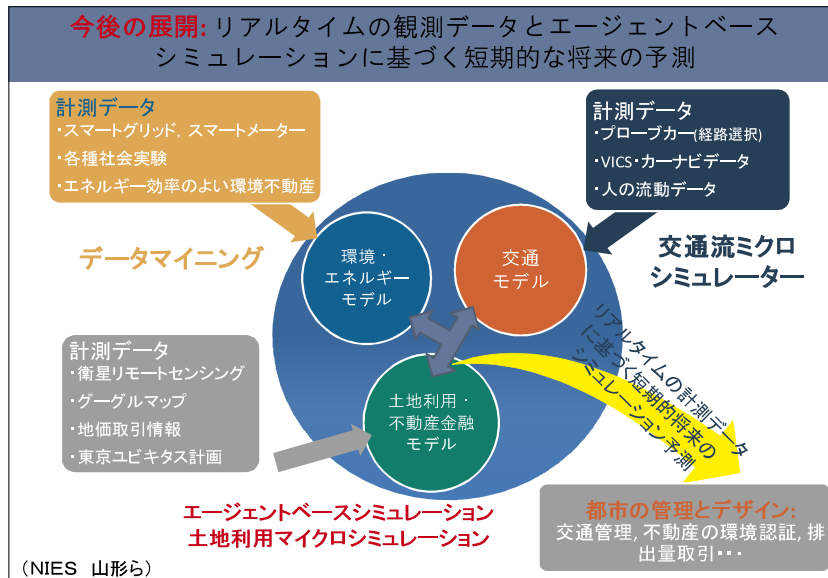 今後の展開: リアルタイムの観測データとエージェントベース
シミュレーションに基づく短期的な将来の予測
計測データ
・スマートグリッド, スマートメーター
・各種社会実験
・エネルギー効率のよい環境不動産
計測データ
・プローブカー(経路選択)
・VICS・カーナビデータ
・人の流動データ
データマイニング
環境・
エネルギー
モデル
交通
モデル
交通流ミクロ
シミュレーター
計測データ
・衛星リモートセンシング
・グーグルマップ
・地価取引情報
・東京ユビキタス計画
土地利用・
不動産金融
モデル
リアルタイムの計測データ
に基づく短期的将来の
シミュレーション予測
エージェントベースシミュレーション
土地利用マイクロシミュレーション
都市の管理とデザイン:
交通管理, 不動産の環境認証, 排
出量取引・・・
（NIES 山形ら）